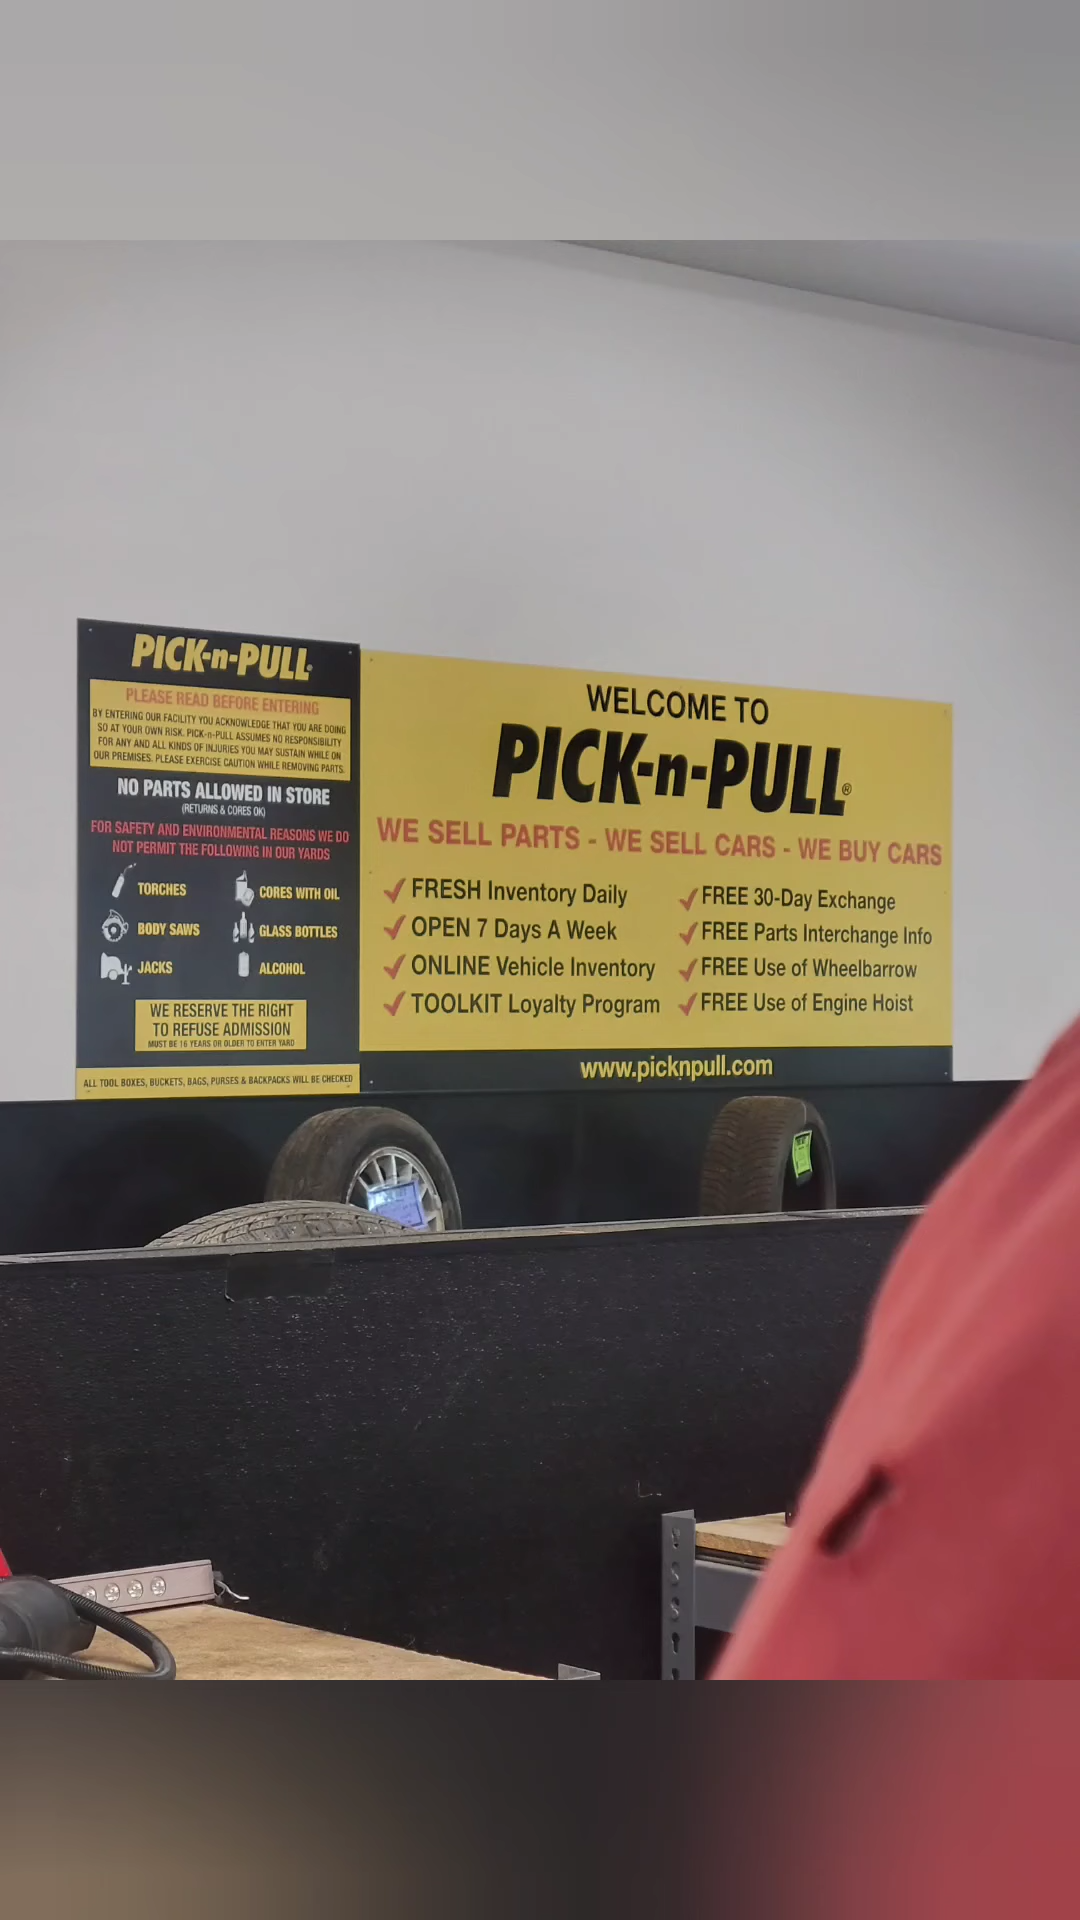 PICK-n-PULL®
PLEASE READ BEFORE ENTERING
BY ENTERING OUR FACILITY YOU ACKNOWLEDGE THAT YOU ARE DOING
SO AT YOUR OWN RISK. PICK-n-PULL ASSUMES NO RESPONSIBILITY
FOR ANY AND ALL KINDS OF INJURIES YOU MAY SUSTAIN WHILE ON
OUR PREMISES. PLEASE EXERCISE CAUTION WHILE REMOVING PARTS.
NO PARTS ALLOWED IN STORE
(RETURNS & CORES OK)
FOR SAFETY AND ENVIRONMENTAL REASONS WE DO
NOT PERMIT THE FOLLOWING IN OUR YARDS
TORCHES
CORES WITH OIL
BODY SAWS
GLASS BOTTLES
JACKS
ALCOHOL
WE RESERVE THE RIGHT
TO REFUSE ADMISSION
MUST BE 16 YEARS OR OLDER TO ENTER YARD
ALL TOOL BOXES, BUCKETS, BAGS, PURSES & BACKPACKS WILL BE CHECKED
WELCOME TO
PICK-n-PULL®
WE SELL PARTS - WE SELL CARS - WE BUY CARS
FRESH Inventory Daily
OPEN 7 Days A Week
ONLINE Vehicle Inventory
TOOLKIT Loyalty Program
FREE 30-Day Exchange
FREE Parts Interchange Info
FREE Use of Wheelbarrow
FREE Use of Engine Hoist
www.picknpull.com